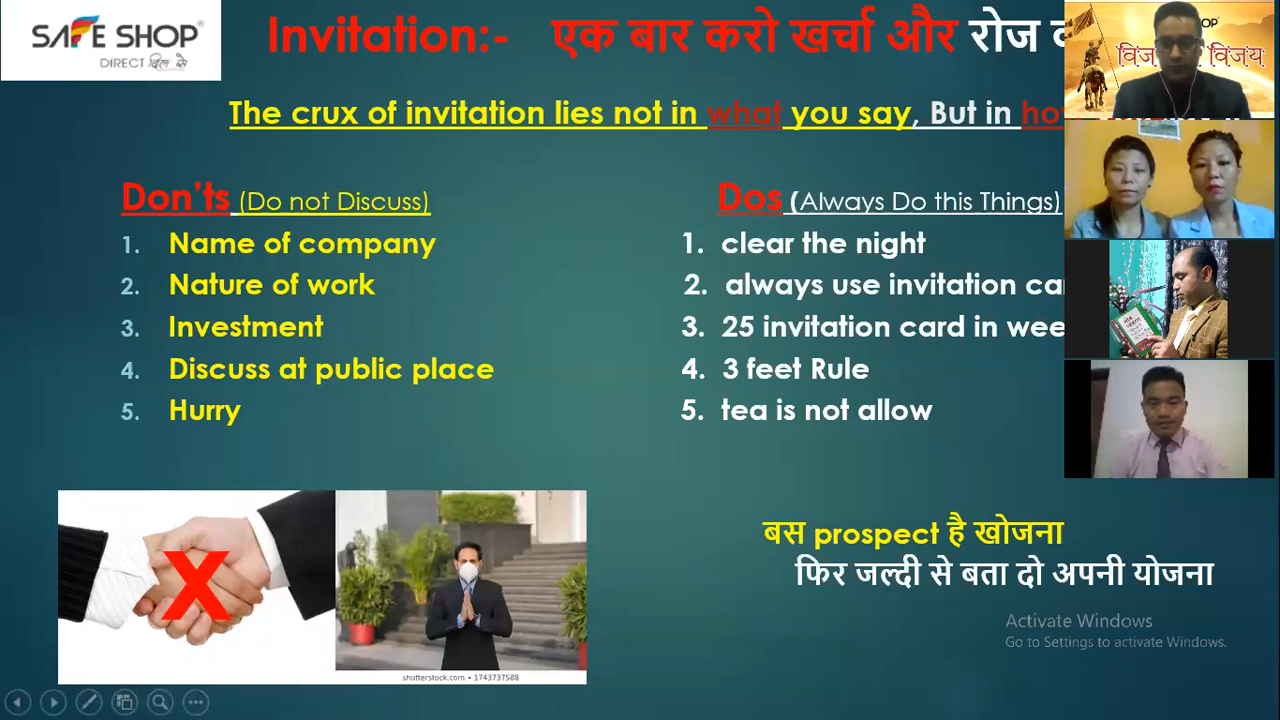 SAFE SHOP
DIRECT दिल से
Invitation:- एक बार करो खर्चा और रोज
The crux of invitation lies not in what you say, But in
Don'ts (Do not Discuss)
1. Name of company
2. Nature of work
3. Investment
4. Discuss at public place
5. Hurry
Dos (Always Do this Things)
1. clear the night
2. always use invitation
3. 25 invitation card in
4. 3 feet Rule
5. tea is not allow
X
shutterstock.com • 1743737588
बस prospect है खोजना
फिर जल्दी से बता दो अपनी योजना
Activate Windows
Go to Settings to activate Windows.
विजय